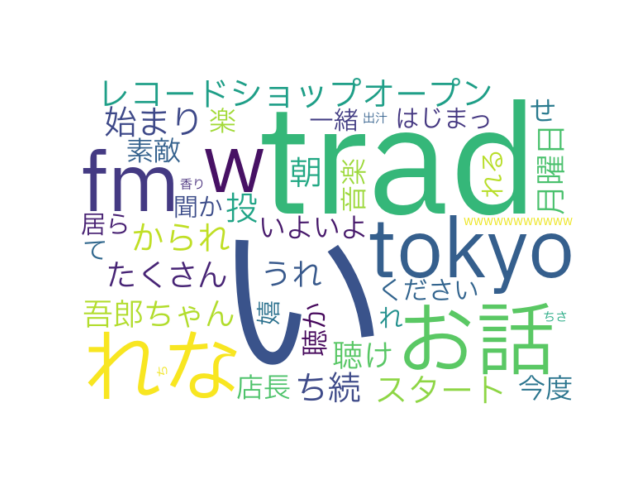 レコードショップオープン
始まり
楽
一緒
出汁
はじまっ
せ
素敵
fm
w
trad
朝
音楽
れる
月曜日
香り
聞か
投
居ら
て
からられ
いよいよ
wwwwwwwwwww
tokyo
たくさん
うれ
い
嬉
ください
吾郎ちゃん
聴か
れ
お話
ちさ
れな
聴け
店長
ち続
スタート
今度